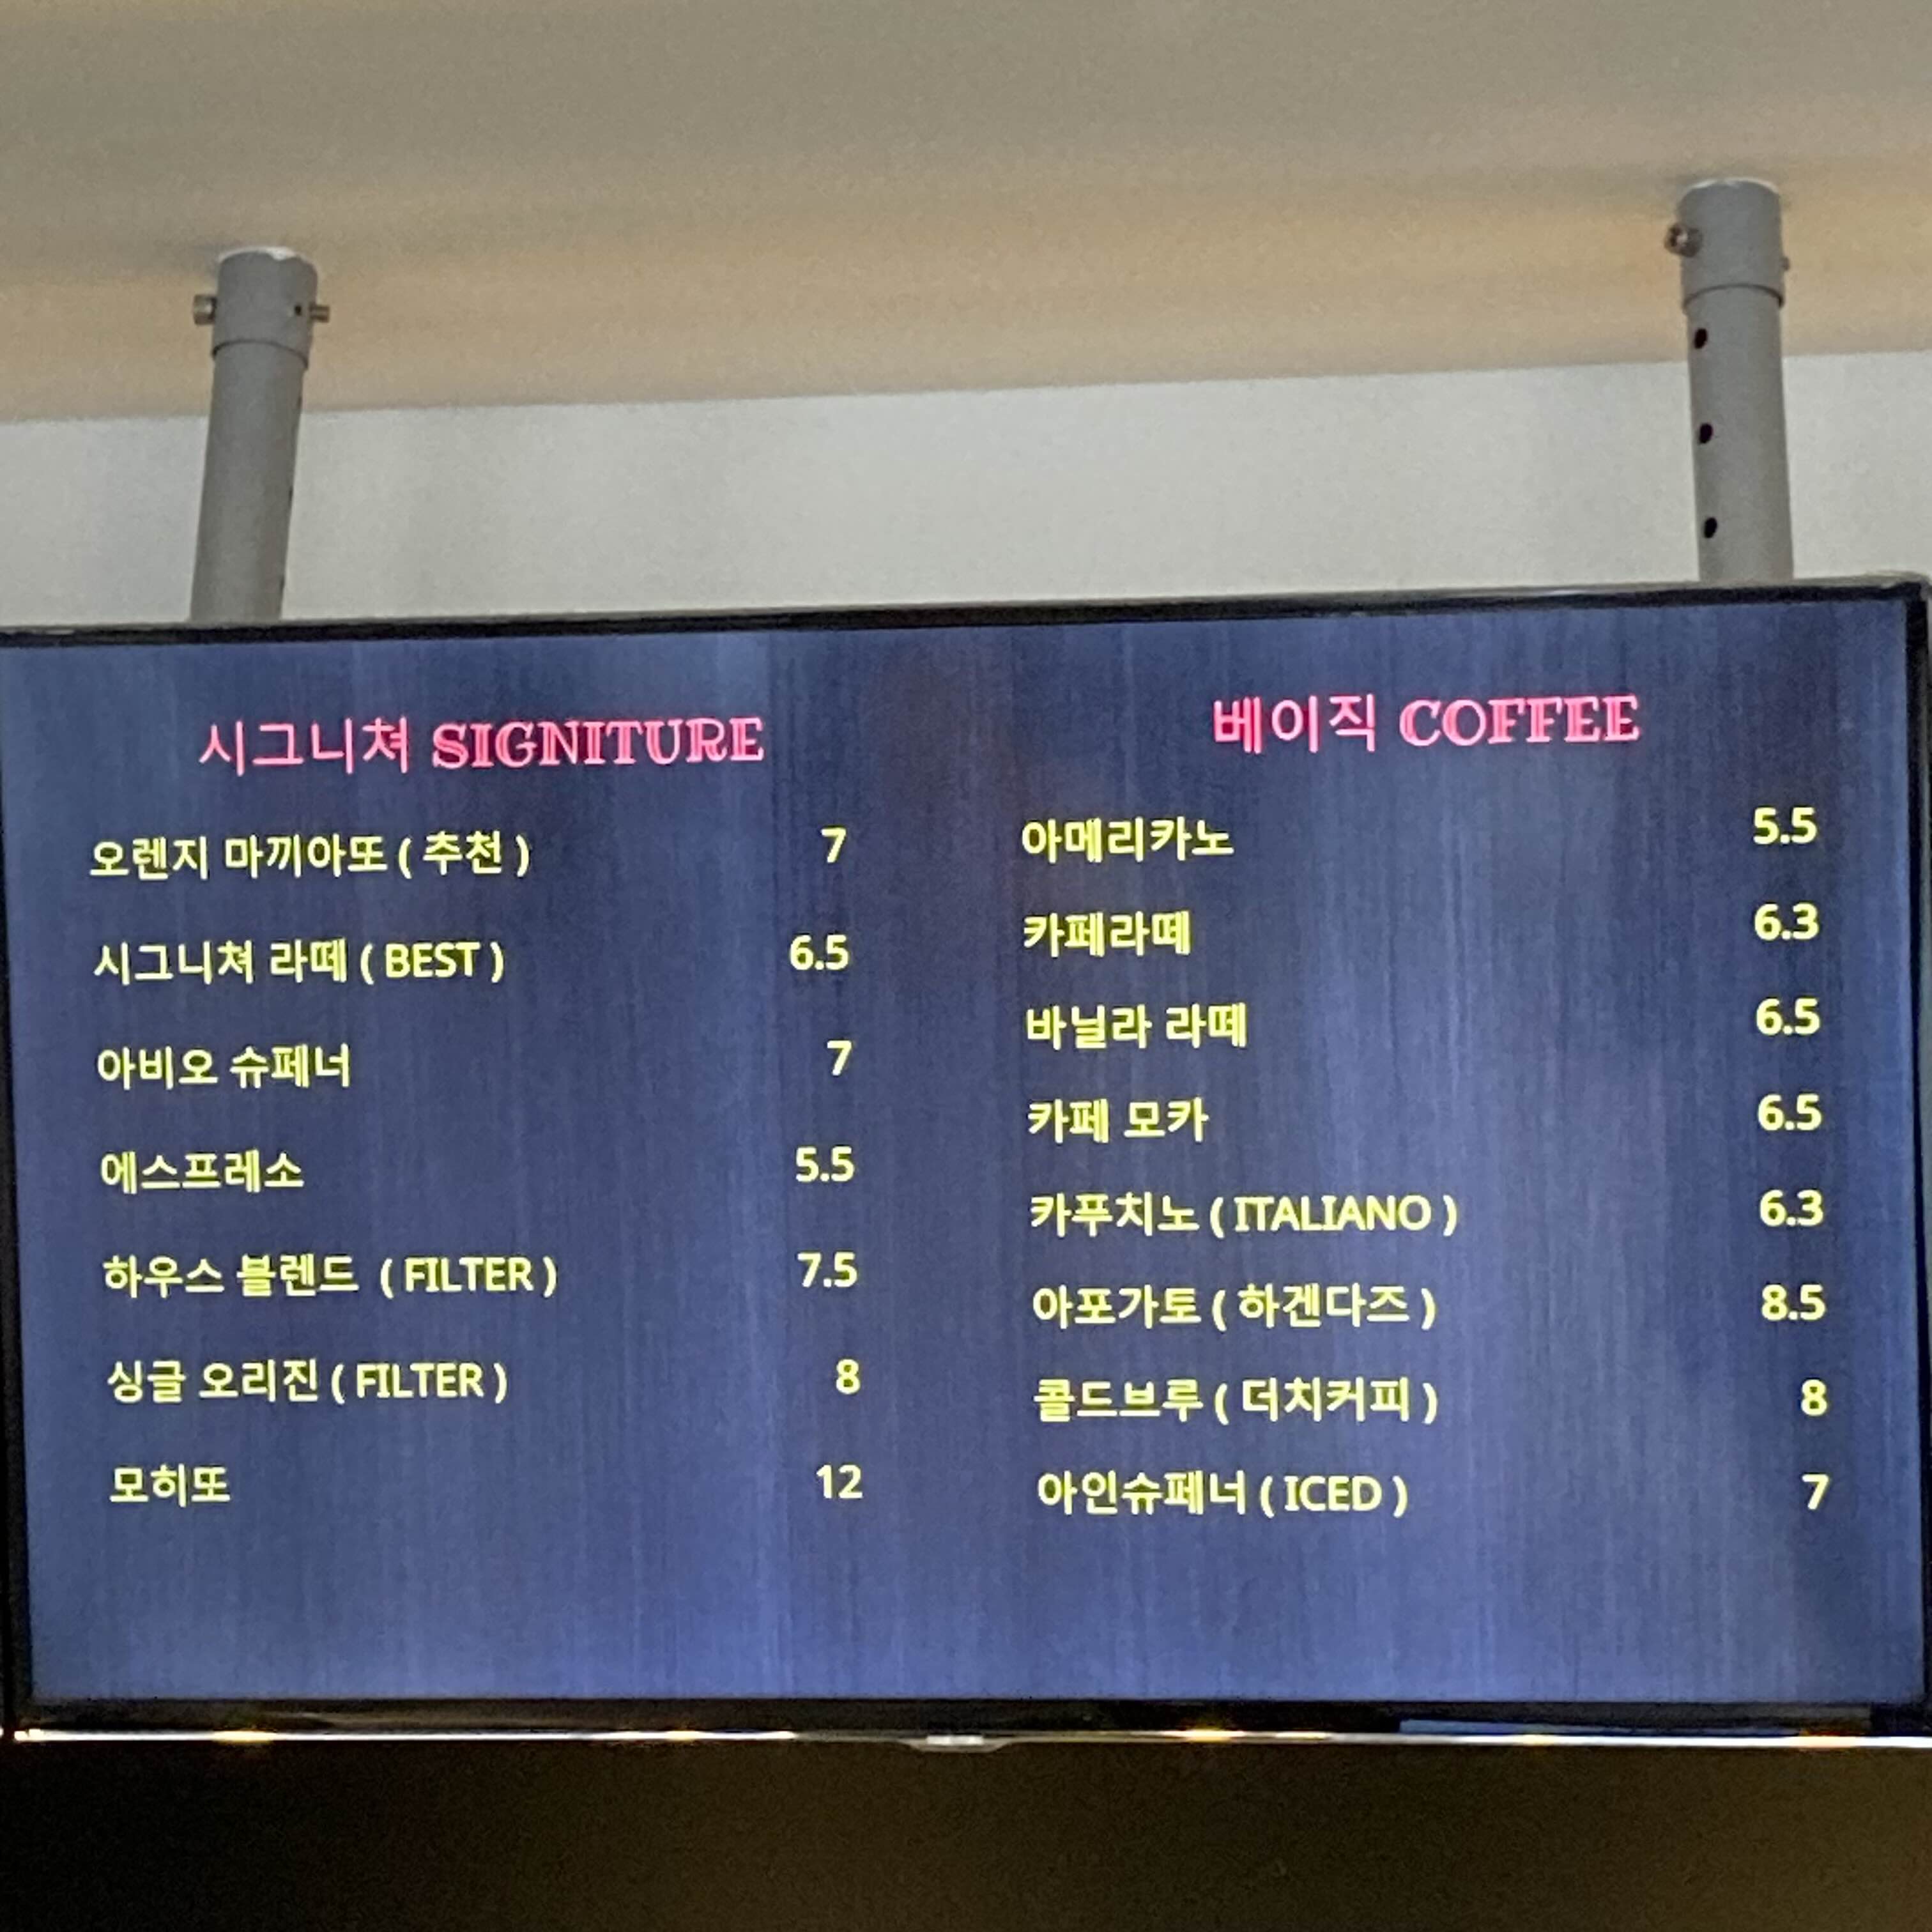 시그니쳐 SIGNITURE
오렌지 마끼아또 ( 추천 ) 7
시그니쳐 라떼 ( BEST ) 6.5
아비오 슈페너 7
에스프레소 5.5
하우스 블렌드 ( FILTER ) 7.5
싱글 오리진 ( FILTER ) 8
모히또 12
베이직 COFFEE
아메리카노 5.5
카페라떼 6.3
바닐라 라떼 6.5
카페 모카 6.5
카푸치노 ( ITALIANO ) 6.3
아포가토 ( 하겐다즈 ) 8.5
콜드브루 ( 더치커피 ) 8
아인슈페너 ( ICED ) 7